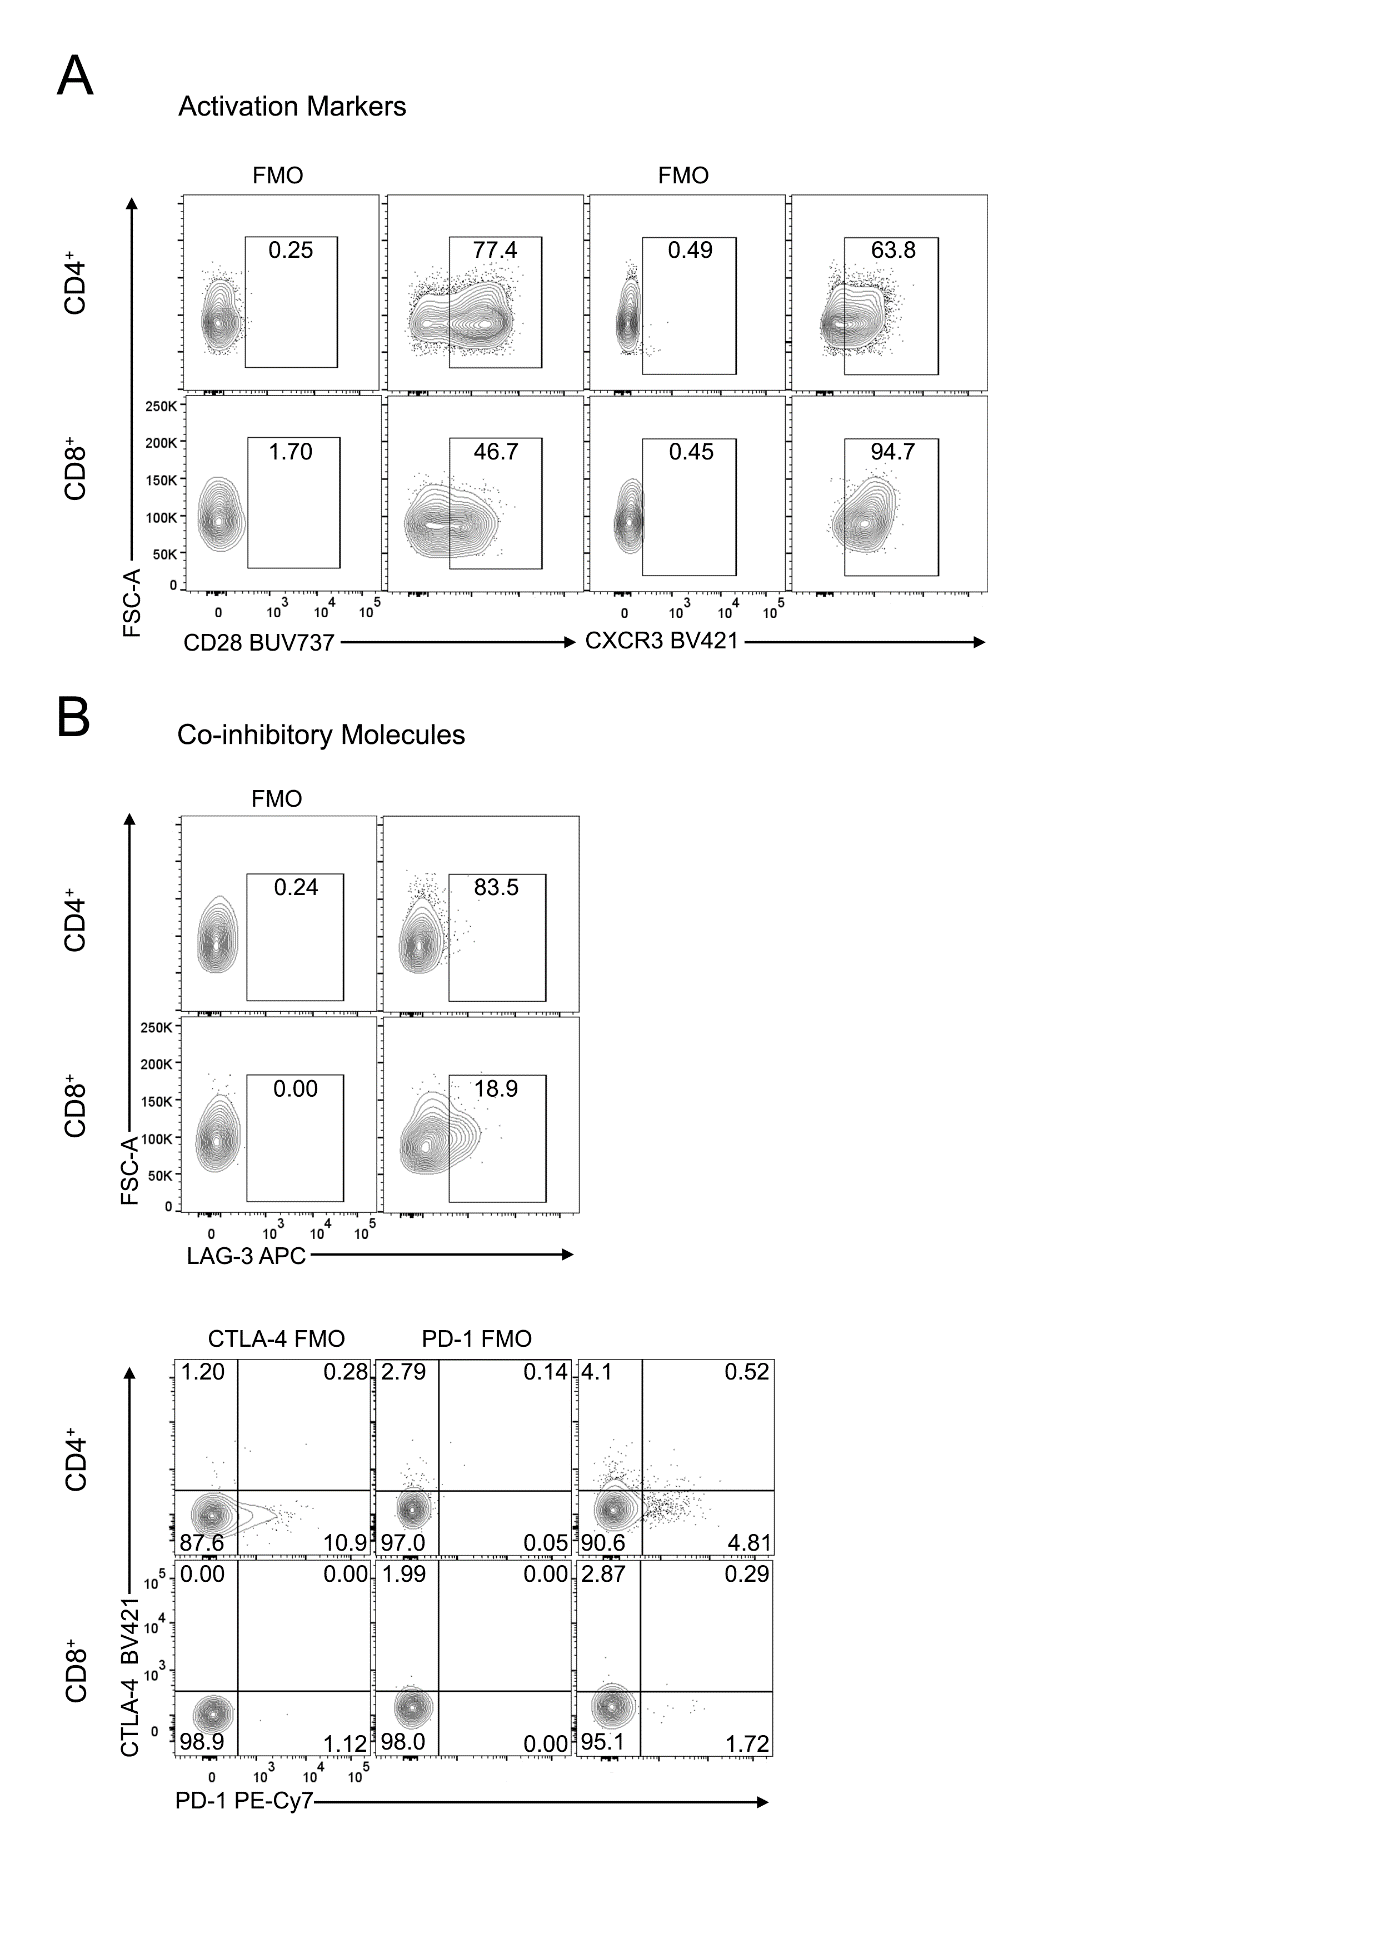 A
Activation Markers
FMO
FMO
CD4+
0.25
77.4
0.49
63.8
CD8+
250K
200K
150K
100K
50K
0
1.70
46.7
0.45
94.7
FSC-A
0 10³ 10⁴ 10⁵
0 10³ 10⁴ 10⁵
CD28 BUV737
CXCR3 BV421
B
Co-inhibitory Molecules
FMO
CD4+
0.24
83.5
CD8+
250K
200K
150K
100K
50K
0
0.00
18.9
FSC-A
0 10³ 10⁴ 10⁵
LAG-3 APC
CTLA-4 FMO
PD-1 FMO
CD4+
1.20 0.28
2.79 0.14
4.1 0.52
87.6 10.9
97.0 0.05
90.6 4.81
CD8+
10⁵
10⁴
10³
0
0.00 0.00
1.99 0.00
2.87 0.29
98.9 1.12
98.0 0.00
95.1 1.72
CTLA-4 BV421
0 10³ 10⁴ 10⁵
PD-1 PE-Cy7